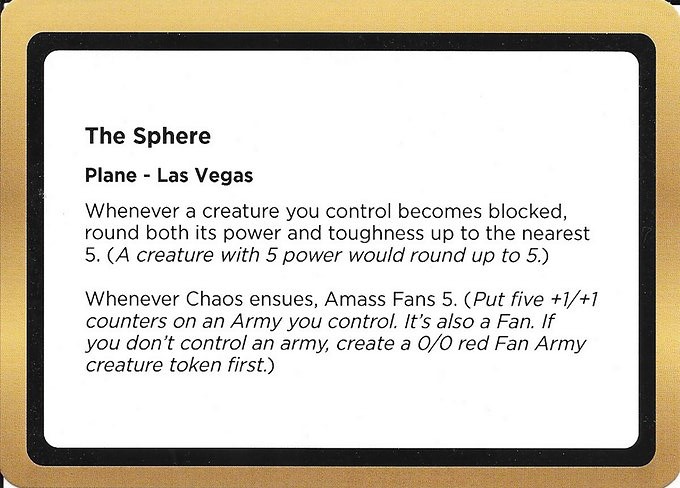 The Sphere
Plane - Las Vegas
Whenever a creature you control becomes blocked,
round both its power and toughness up to the nearest
5. (A creature with 5 power would round up to 5.)
Whenever Chaos ensues, Amass Fans 5. (Put five +1/+1
counters on an Army you control. It's also a Fan. If
you don't control an army, create a 0/0 red Fan Army
creature token first.)